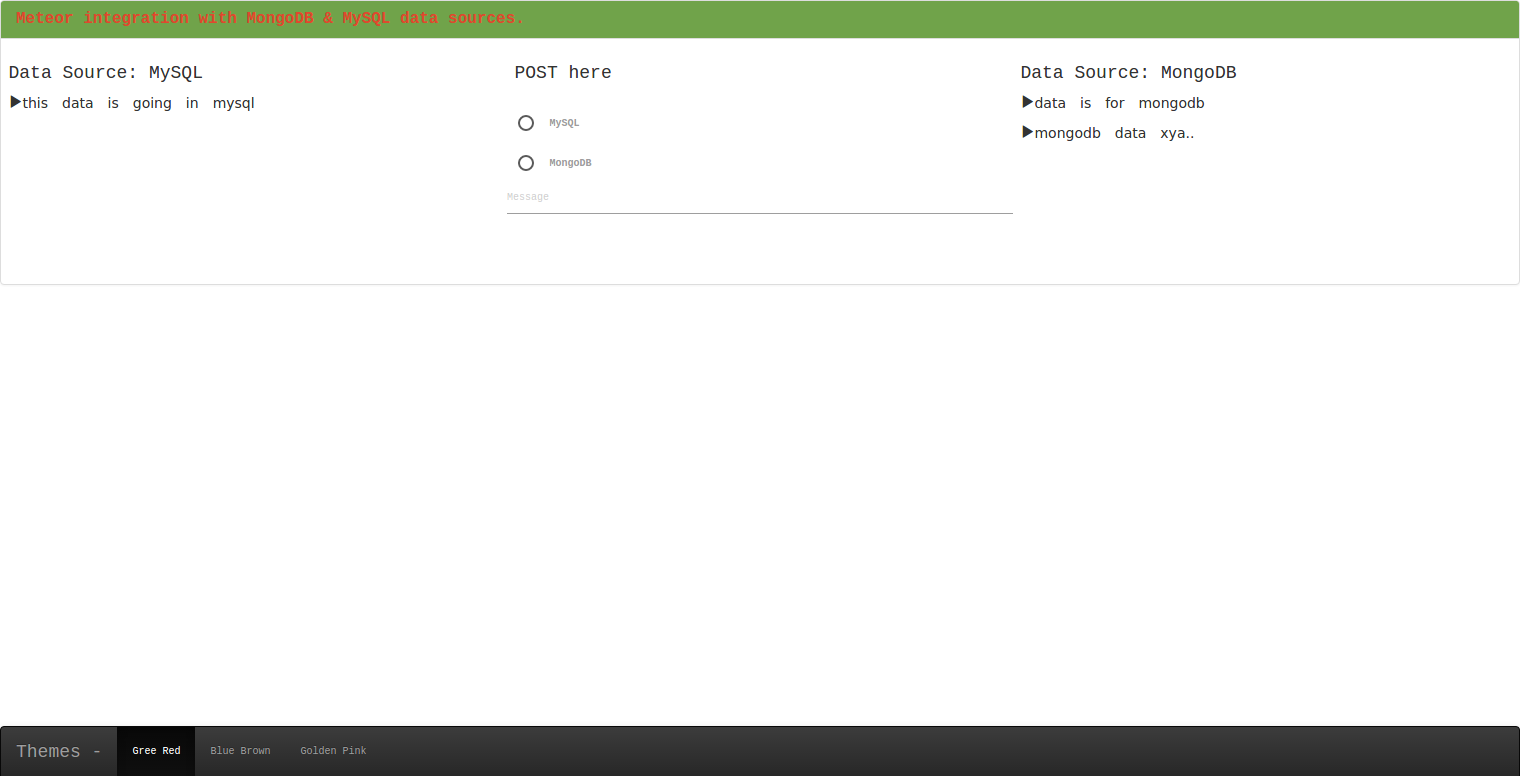 Meteor integration with MongoDB & MySQL data sources.
Data Source: MySQL
this data is going in mysql
POST here
MySQL
MongoDB
Message
Data Source: MongoDB
data is for mongodb
mongodb data xya..
Themes - Gree Red Blue Brown Golden Pink